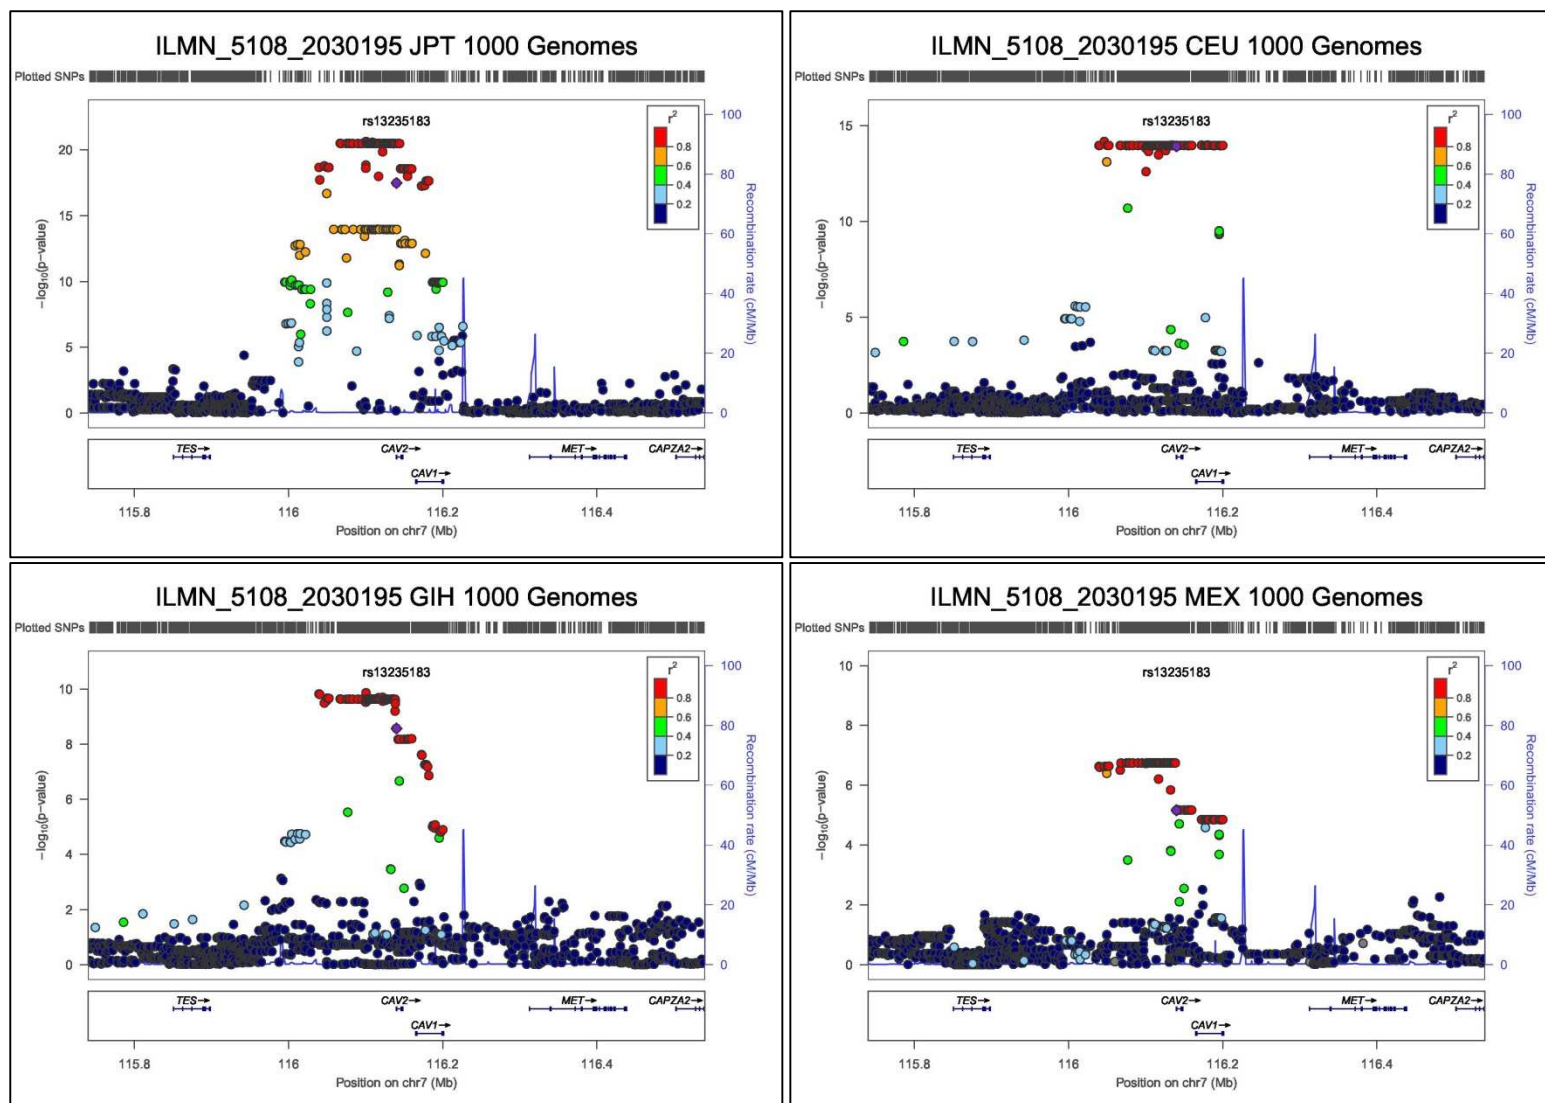 ILMN_5108_2030195 JPT 1000 Genomes
Plotted SNPs
rs13235183
r²
0.8
0.6
0.4
0.2
20
15
10
5
0
−log₁₀(p−value)
100
80
60
40
20
0
Recombination rate (cM/Mb)
TES→
CAV2→
MET→
CAPZA2→
CAV1→
115.8
116
116.2
116.4
Position on chr7 (Mb)
ILMN_5108_2030195 CEU 1000 Genomes
Plotted SNPs
rs13235183
r²
0.8
0.6
0.4
0.2
15
10
5
0
−log₁₀(p−value)
100
80
60
40
20
0
Recombination rate (cM/Mb)
TES→
CAV2→
MET→
CAPZA2→
CAV1→
115.8
116
116.2
116.4
Position on chr7 (Mb)
ILMN_5108_2030195 GIH 1000 Genomes
Plotted SNPs
rs13235183
r²
0.8
0.6
0.4
0.2
10
8
6
4
2
0
−log₁₀(p−value)
100
80
60
40
20
0
Recombination rate (cM/Mb)
TES→
CAV2→
MET→
CAPZA2→
CAV1→
115.8
116
116.2
116.4
Position on chr7 (Mb)
ILMN_5108_2030195 MEX 1000 Genomes
Plotted SNPs
rs13235183
r²
0.8
0.6
0.4
0.2
10
8
6
4
2
0
−log₁₀(p−value)
100
80
60
40
20
0
Recombination rate (cM/Mb)
TES→
CAV2→
MET→
CAPZA2→
CAV1→
115.8
116
116.2
116.4
Position on chr7 (Mb)